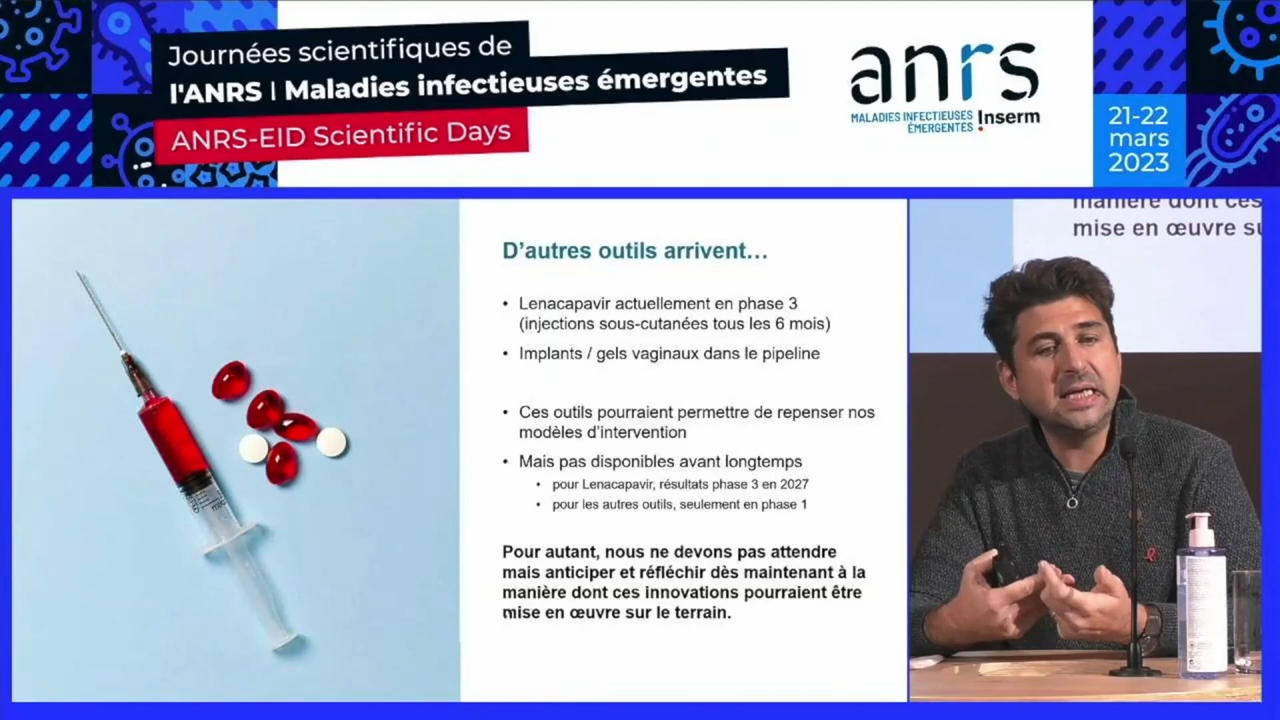 Journées scientifiques de
l'ANRS | Maladies infectieuses émergentes
ANRS-EID Scientific Days
anrs
MALADIES INFECTIEUSES
ÉMERGENTES
Inserm
21-22
mars
2023
D'autres outils arrivent…
• Lenacapavir actuellement en phase 3
(injections sous-cutanées tous les 6 mois)
• Implants / gels vaginaux dans le pipeline
• Ces outils pourraient permettre de repenser nos
modèles d'intervention
• Mais pas disponibles avant longtemps
• pour Lenacapavir, résultats phase 3 en 2027
• pour les autres outils, seulement en phase 1
Pour autant, nous ne devons pas attendre
mais anticiper et réfléchir dès maintenant à la
manière dont ces innovations pourraient être
mise en œuvre sur le terrain.
manière dont ces
mise en œuvre su